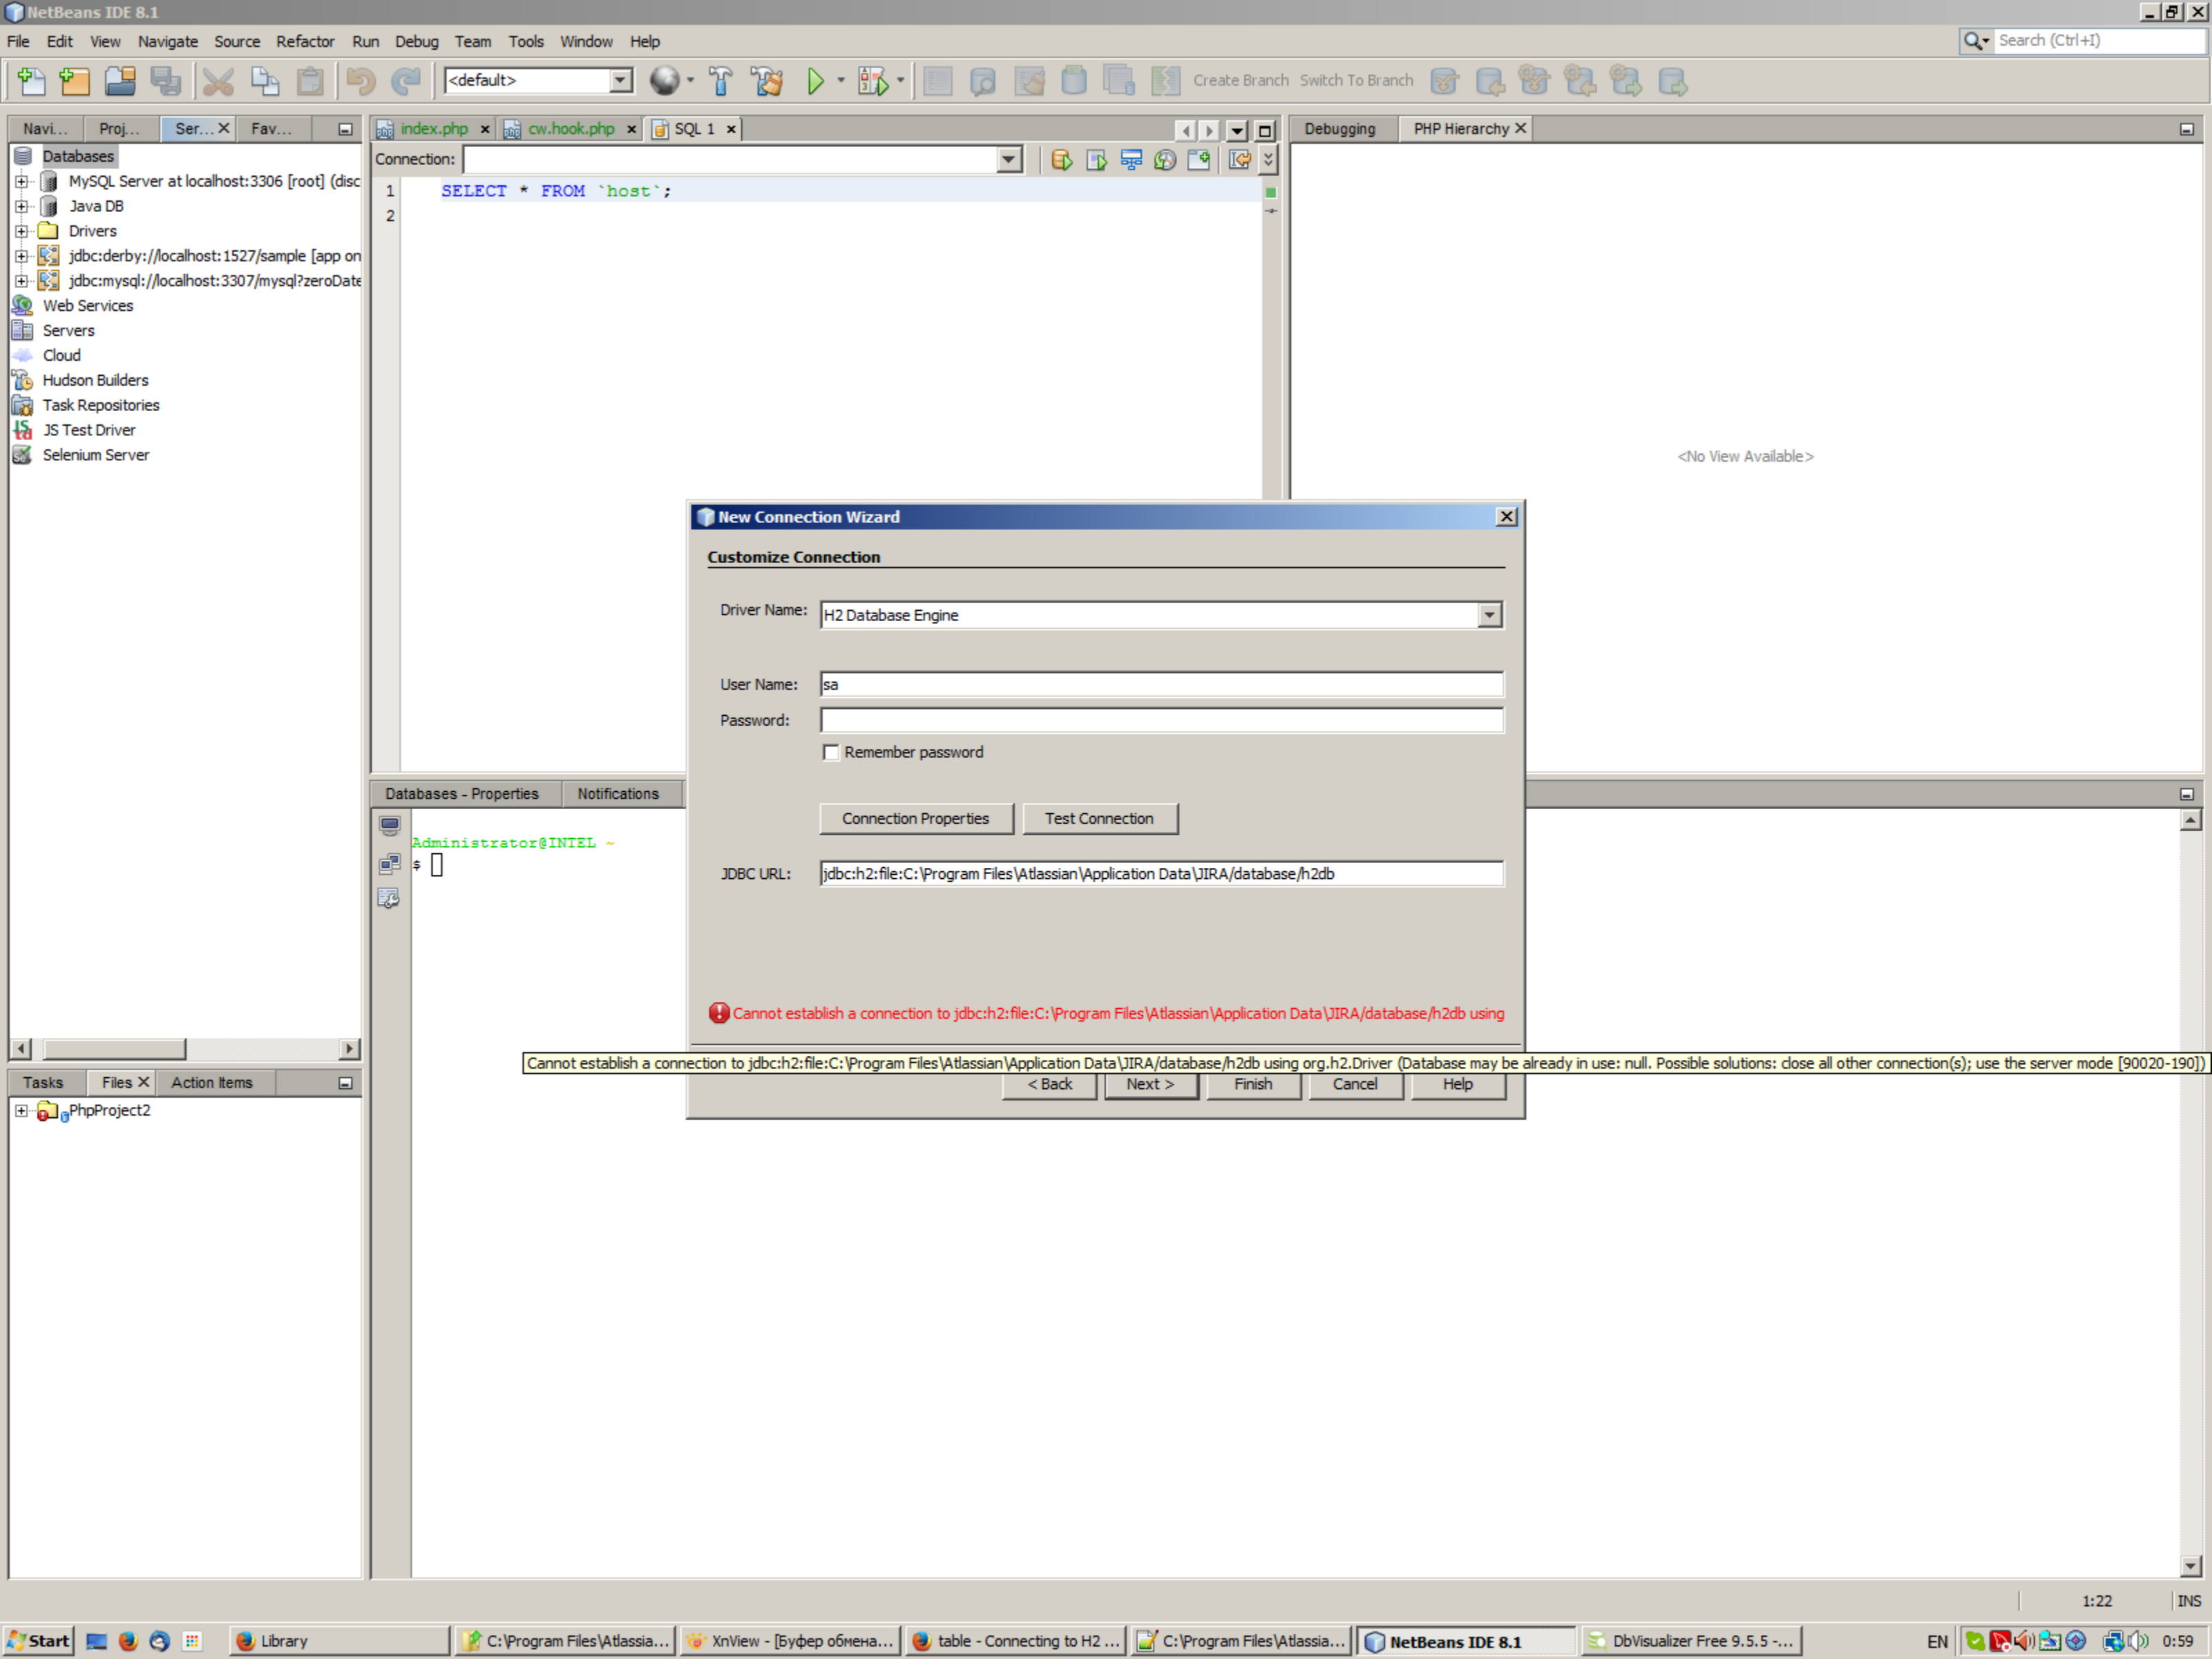 NetBeans IDE 8.1
File Edit View Navigate Source Refactor Run Debug Team Tools Window Help
Search (Ctrl+I)
<default>
Create Branch Switch To Branch
Navi... Proj... Ser... Fav...
Databases
MySQL Server at localhost:3306 [root] (disc
Java DB
Drivers
jdbc:derby://localhost:1527/sample [app on
jdbc:mysql://localhost:3307/mysql?zeroDate
Web Services
Servers
Cloud
Hudson Builders
Task Repositories
JS Test Driver
Selenium Server
index.php cw.hook.php SQL 1
Connection:
1 SELECT * FROM `host`;
2
Debugging PHP Hierarchy
<No View Available>
New Connection Wizard
Customize Connection
Driver Name: H2 Database Engine
User Name: sa
Password:
Remember password
Connection Properties Test Connection
JDBC URL: jdbc:h2:file:C:\Program Files\Atlassian\Application Data\JIRA/database/h2db
Cannot establish a connection to jdbc:h2:file:C:\Program Files\Atlassian\Application Data\JIRA/database/h2db using
Cannot establish a connection to jdbc:h2:file:C:\Program Files\Atlassian\Application Data\JIRA/database/h2db using org.h2.Driver (Database may be already in use: null. Possible solutions: close all other connection(s); use the server mode [90020-190])
< Back Next > Finish Cancel Help
Databases - Properties Notifications
Administrator@INTEL ~
$
Tasks Files Action Items
PhpProject2
1:22 INS
Start Library C:\Program Files\Atlassia... XnView - [Буфер обмена... table - Connecting to H2 ... C:\Program Files\Atlassia... NetBeans IDE 8.1 DbVisualizer Free 9.5.5 -... EN 0:59